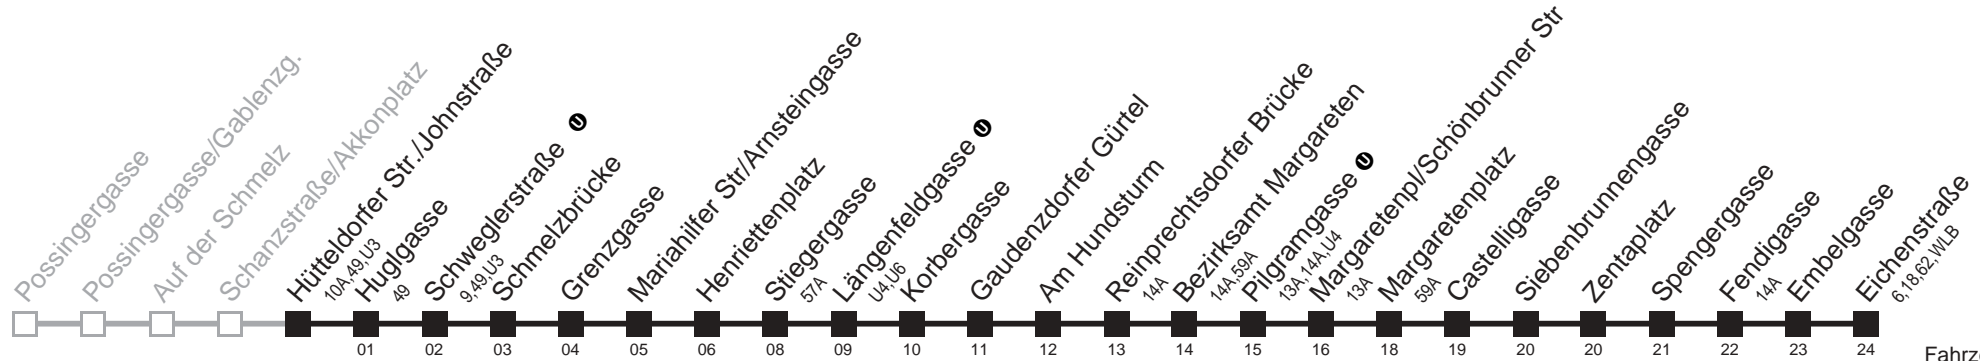 Possingergasse
Possingergasse/Gablenzg.
Auf der Schmelz
Schanzstraße/Akkonplatz
Hütteldorfer Str./Johnstraße
10A,49,U3
Huglgasse
49
Schweglerstraße U
9,49,U3
Schmelzbrücke
Grenzgasse
Mariahilfer Str/Arnsteingasse
Henriettenplatz
Stiegergasse
57A
Längenfeldgasse U
U4,U6
Korbergasse
Gaudenzdorfer Gürtel
Am Hundsturm
Reinprechtsdorfer Brücke
14A
Bezirksamt Margareten
14A,59A
Pilgramgasse U
13A,14A,U4
Margaretenpl/Schönbrunner Str
13A
Margaretenplatz
59A
Castelligasse
Siebenbrunnengasse
Zentaplatz
Spengergasse
Fendigasse
14A
Embelgasse
Eichenstraße
6,18,62,WLB
01 02 03 04 05 06 08 09 10 11 12 13 14 15 16 18 19 20 20 21 22 23 24